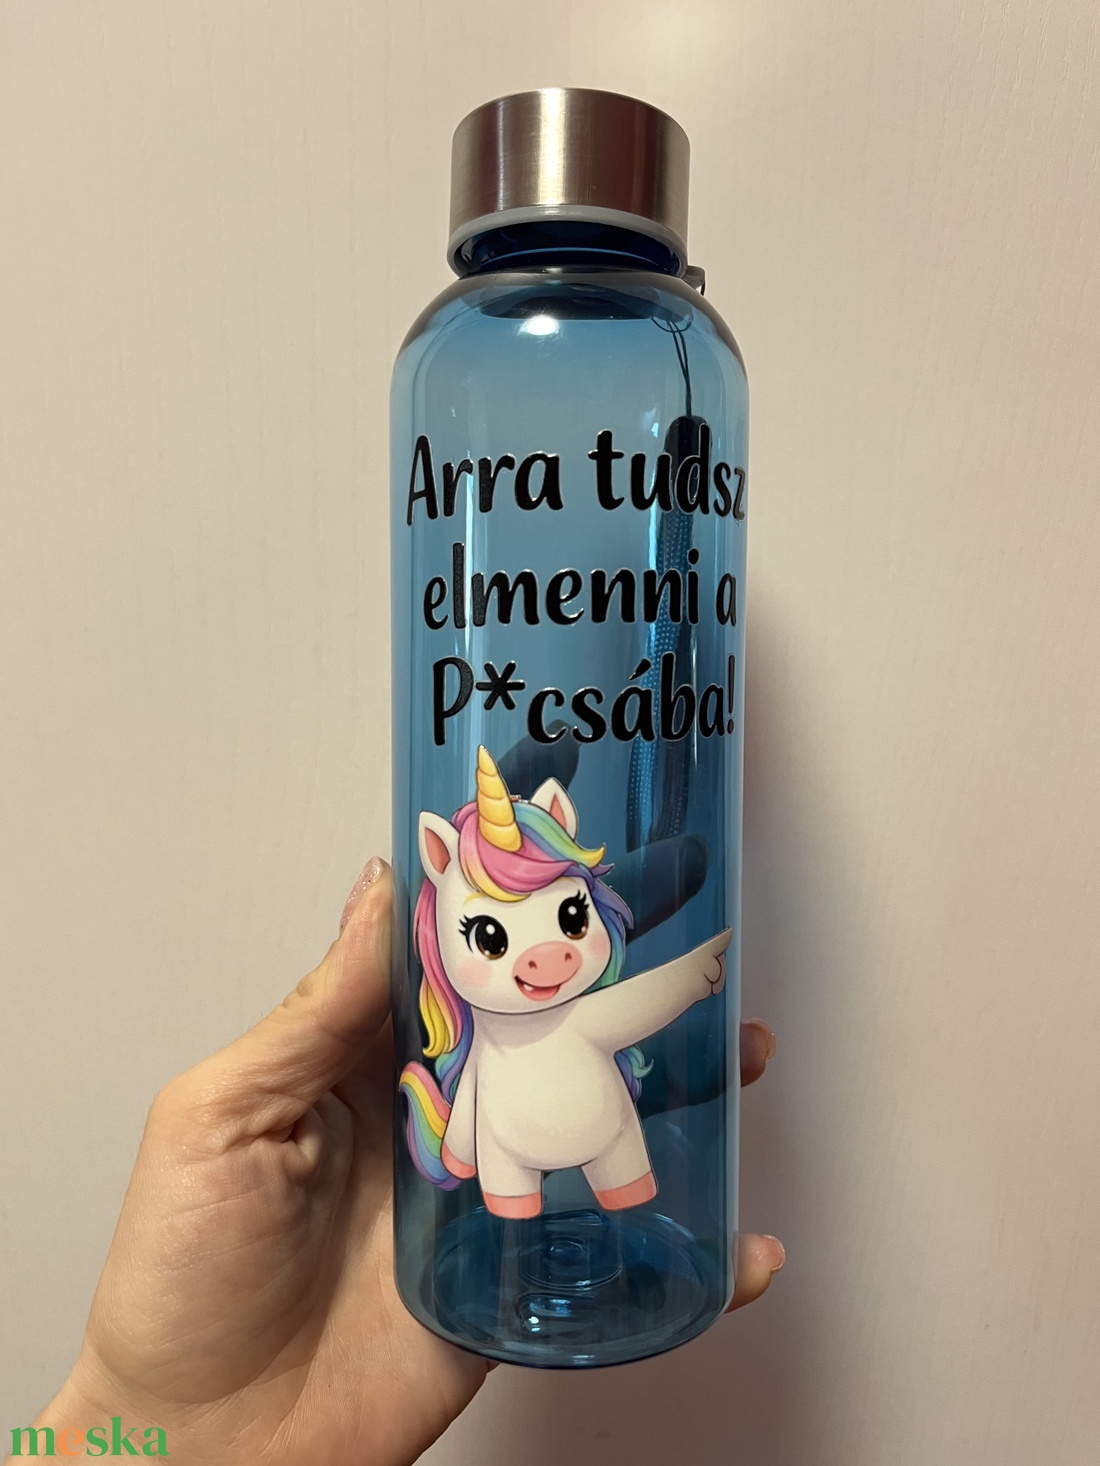 Arra tudsz
elmenni a
P*csába!
meska